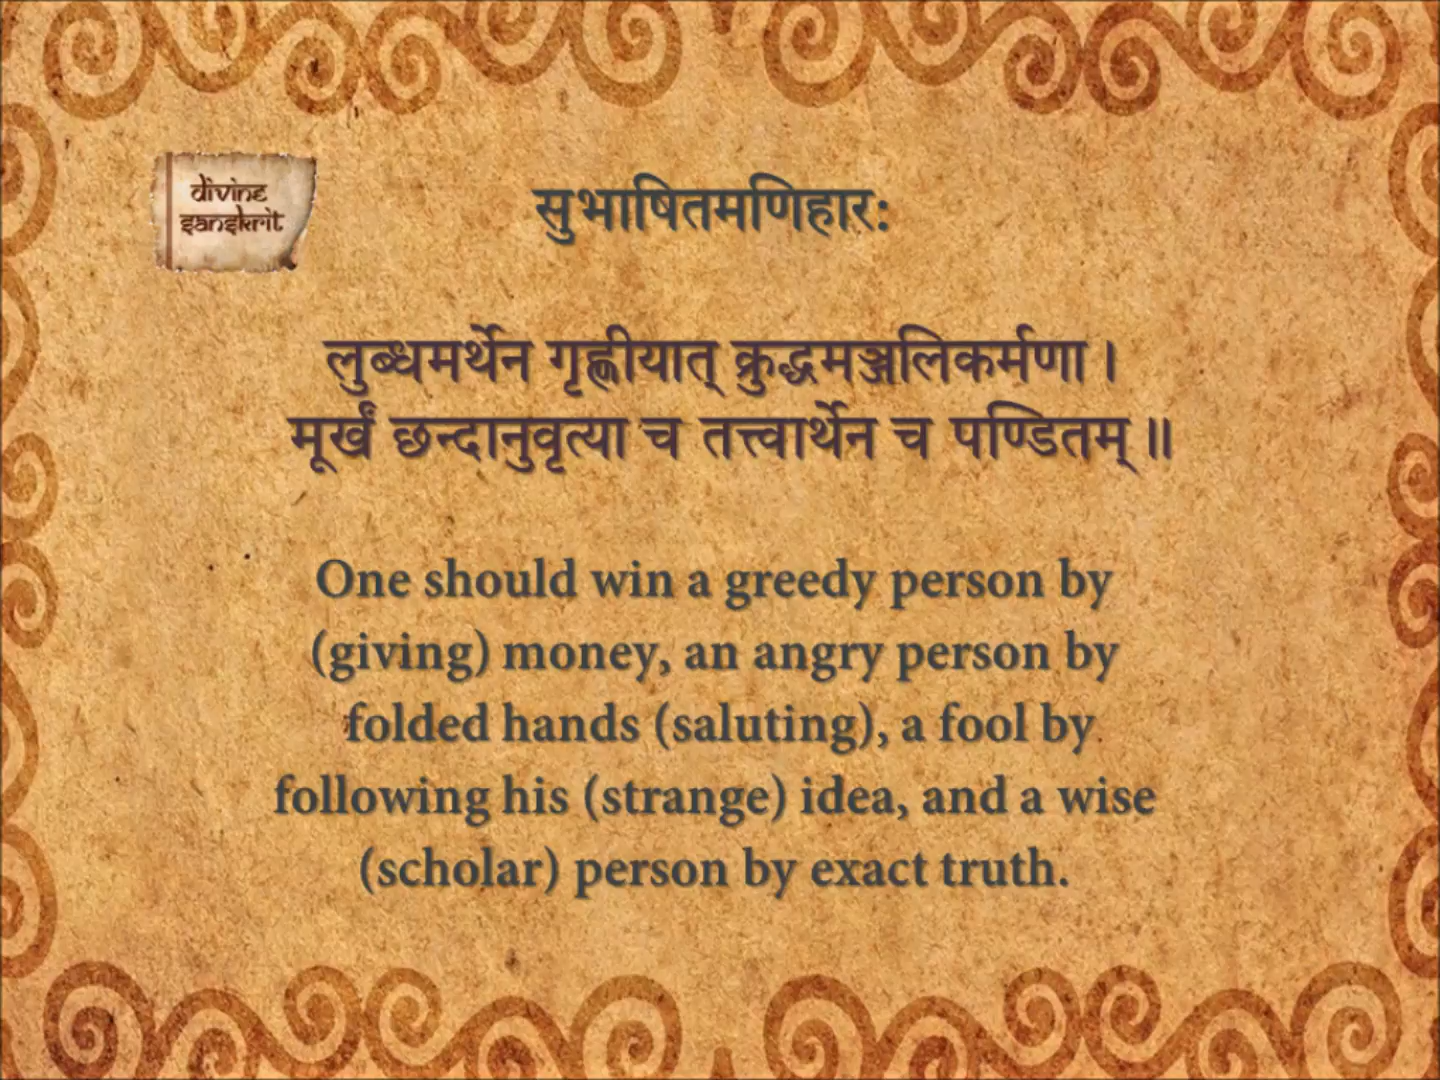 divine
sanskrit
सुभाषितमणिहारः
लुब्धमर्थेन गृह्णीयात् क्रुद्धमञ्जलिकर्मणा ।
मूर्खं छन्दानुवृत्या च तत्त्वार्थेन च पण्डितम् ॥
One should win a greedy person by
(giving) money, an angry person by
folded hands (saluting), a fool by
following his (strange) idea, and a wise
(scholar) person by exact truth.